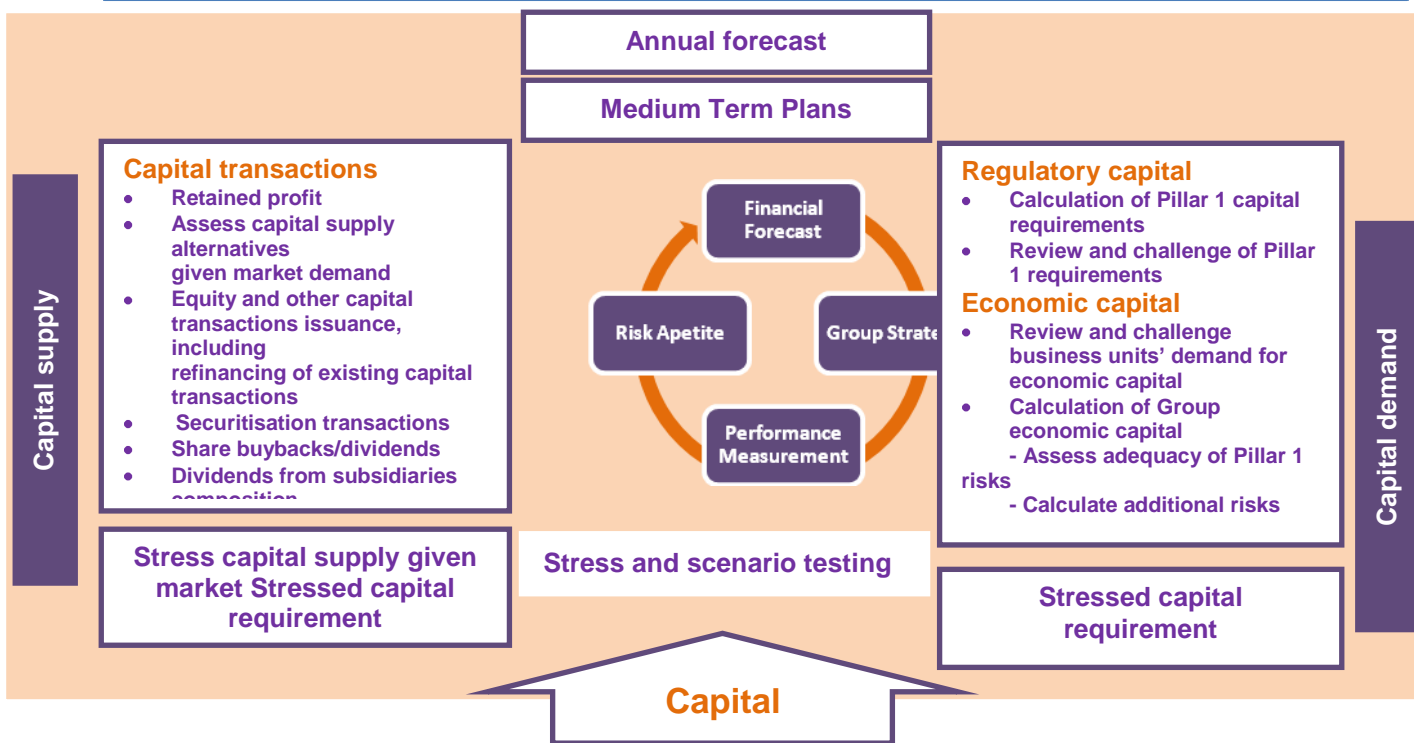 Annual forecast
Medium Term Plans
Capital supply
Capital transactions
• Retained profit
• Assess capital supply
alternatives
given market demand
• Equity and other capital
transactions issuance,
including
refinancing of existing capital
transactions
• Securitisation transactions
• Share buybacks/dividends
• Dividends from subsidiaries
composition
Stress capital supply given
market Stressed capital
requirement
Financial
Forecast
Risk Apetite
Group Strate
Performance
Measurement
Stress and scenario testing
Regulatory capital
• Calculation of Pillar 1 capital
requirements
• Review and challenge of Pillar
1 requirements
Economic capital
• Review and challenge
business units’ demand for
economic capital
• Calculation of Group
economic capital
- Assess adequacy of Pillar 1
risks
- Calculate additional risks
Stressed capital
requirement
Capital demand
Capital